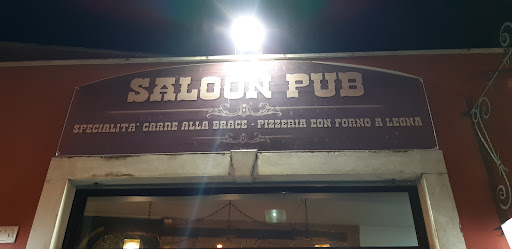 SALOON PUB
SPECIALITA' CARNE ALLA BRACE - PIZZERIA CON FORNO A LEGNA